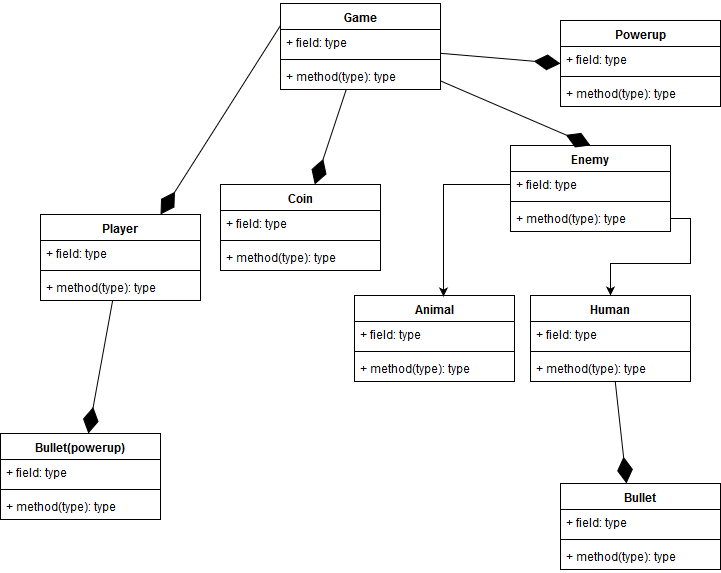 Game
+ field: type
+ method(type): type
Powerup
+ field: type
+ method(type): type
Enemy
+ field: type
+ method(type): type
Coin
+ field: type
+ method(type): type
Player
+ field: type
+ method(type): type
Animal
+ field: type
+ method(type): type
Human
+ field: type
+ method(type): type
Bullet(powerup)
+ field: type
+ method(type): type
Bullet
+ field: type
+ method(type): type